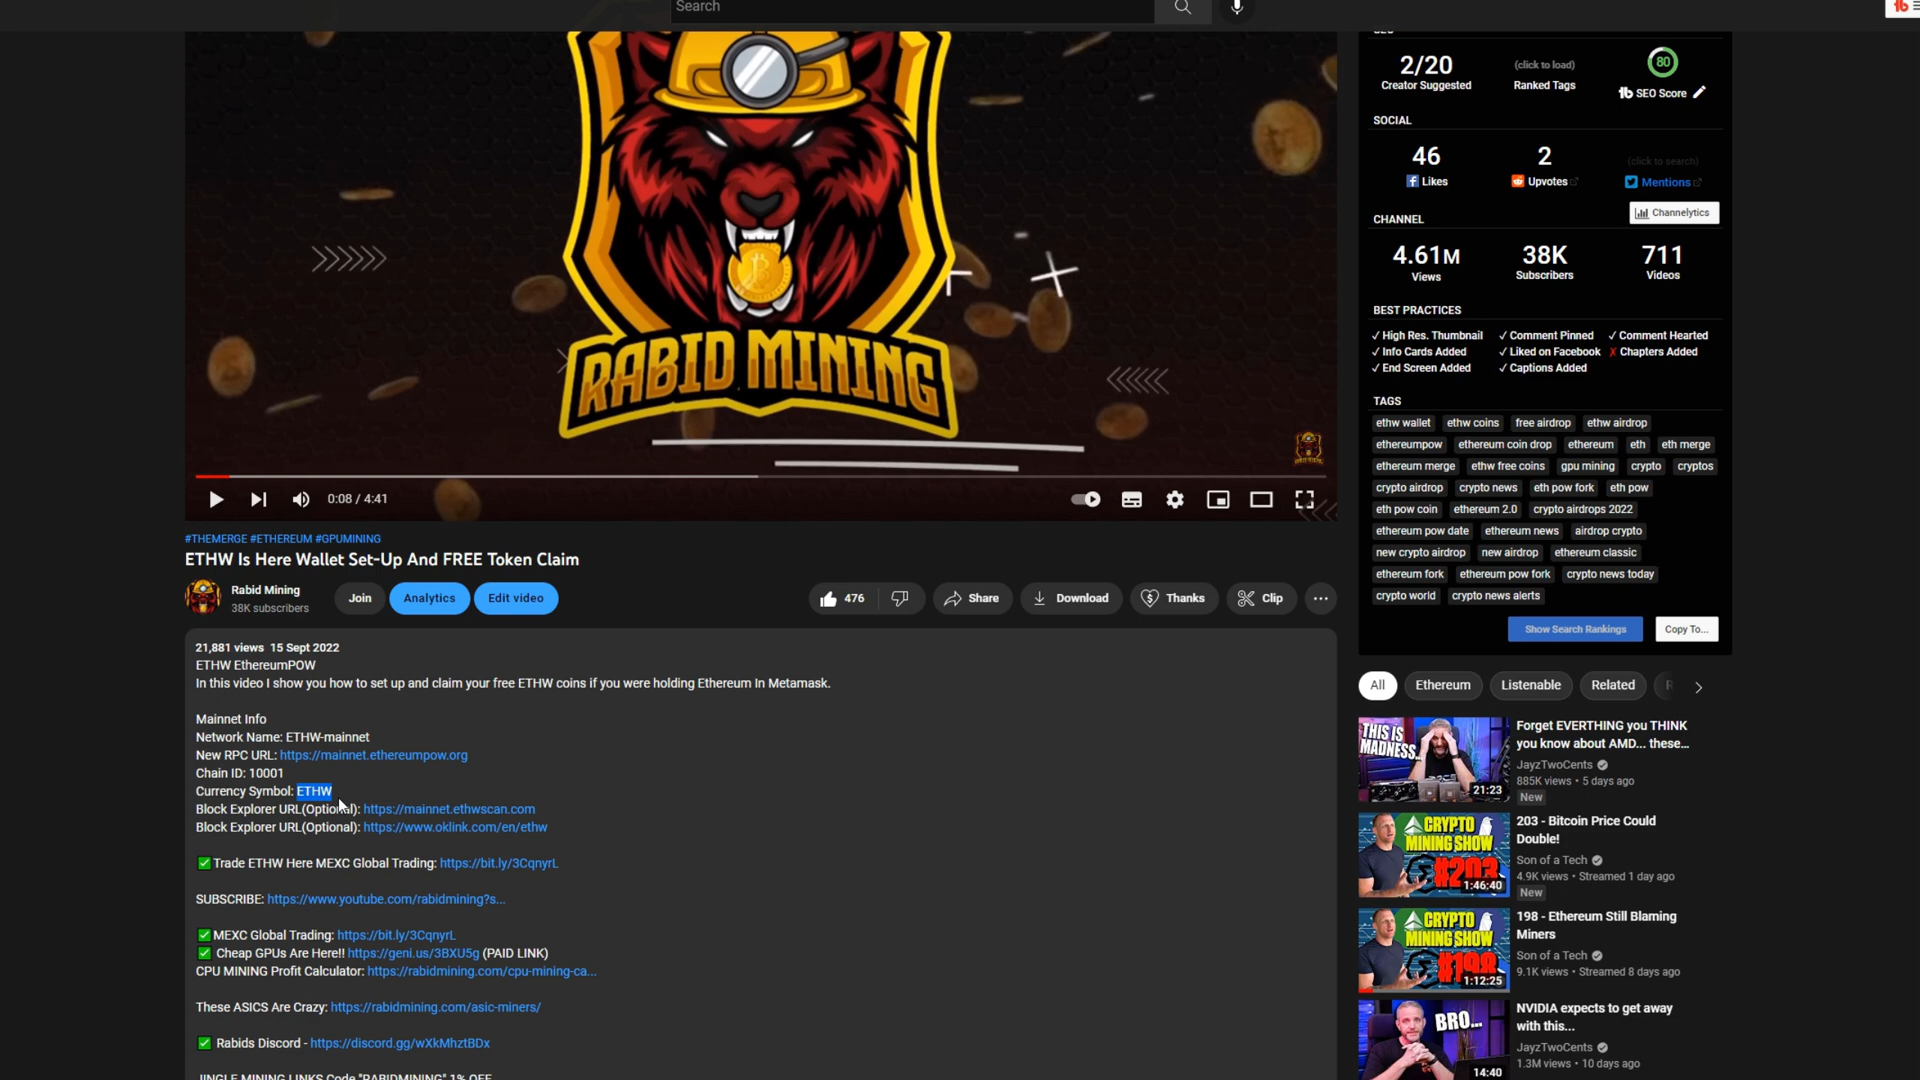 Search
RABID MINING
0:08 / 4:41
#THEMERGE #ETHEREUM #GPUMINING
ETHW Is Here Wallet Set-Up And FREE Token Claim
Rabid Mining
38K subscribers
Join
Analytics
Edit video
476
Share
Download
Thanks
Clip
21,881 views 15 Sept 2022
ETHW EthereumPOW
In this video I show you how to set up and claim your free ETHW coins if you were holding Ethereum In Metamask.
Mainnet Info
Network Name: ETHW-mainnet
New RPC URL: https://mainnet.ethereumpow.org
Chain ID: 10001
Currency Symbol: ETHW
Block Explorer URL(Optional): https://mainnet.ethwscan.com
Block Explorer URL(Optional): https://www.oklink.com/en/ethw
✅Trade ETHW Here MEXC Global Trading: https://bit.ly/3CqnyrL
SUBSCRIBE: https://www.youtube.com/rabidmining?s...
✅MEXC Global Trading: https://bit.ly/3CqnyrL
✅ Cheap GPUs Are Here!! https://geni.us/3BXU5g (PAID LINK)
CPU MINING Profit Calculator: https://rabidmining.com/cpu-mining-ca...
These ASICS Are Crazy: https://rabidmining.com/asic-miners/
✅ Rabids Discord - https://discord.gg/wXkMhztBDx
JINGLE MINING LINKS Code "RABIDMINING" 1% OFF
2/20
Creator Suggested
(click to load)
Ranked Tags
80
SEO Score
SOCIAL
46
Likes
2
Upvotes
(click to search)
Mentions
CHANNEL
Channelytics
4.61M
Views
38K
Subscribers
711
Videos
BEST PRACTICES
✓ High Res. Thumbnail ✓ Comment Pinned ✓ Comment Hearted
✓ Info Cards Added ✓ Liked on Facebook ✗ Chapters Added
✓ End Screen Added ✓ Captions Added
TAGS
ethw wallet ethw coins free airdrop ethw airdrop
ethereumpow ethereum coin drop ethereum eth eth merge
ethereum merge ethw free coins gpu mining crypto cryptos
crypto airdrop crypto news eth pow fork eth pow
eth pow coin ethereum 2.0 crypto airdrops 2022
ethereum pow date ethereum news airdrop crypto
new crypto airdrop new airdrop ethereum classic
ethereum fork ethereum pow fork crypto news today
crypto world crypto news alerts
Show Search Rankings
Copy To...
All
Ethereum
Listenable
Related
THIS IS
MADNESS..
21:23
Forget EVERYTHING you THINK
you know about AMD... these...
JayzTwoCents
885K views • 5 days ago
New
CRYPTO
MINING SHOW
#203
1:46:40
203 - Bitcoin Price Could
Double!
Son of a Tech
4.9K views • Streamed 1 day ago
New
CRYPTO
MINING SHOW
#198
1:12:25
198 - Ethereum Still Blaming
Miners
Son of a Tech
9.1K views • Streamed 8 days ago
BRO...
14:40
NVIDIA expects to get away
with this...
JayzTwoCents
1.3M views • 10 days ago